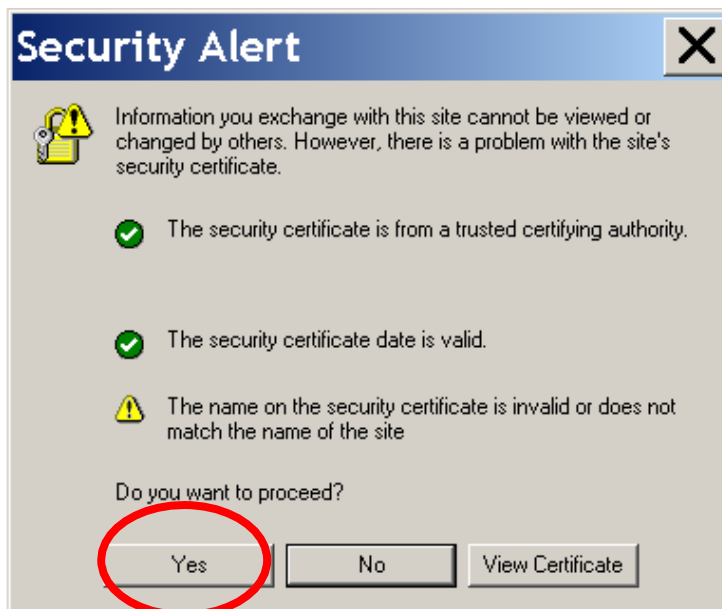 Security Alert
Information you exchange with this site cannot be viewed or
changed by others. However, there is a problem with the site's
security certificate.
The security certificate is from a trusted certifying authority.
The security certificate date is valid.
The name on the security certificate is invalid or does not
match the name of the site
Do you want to proceed?
Yes No View Certificate